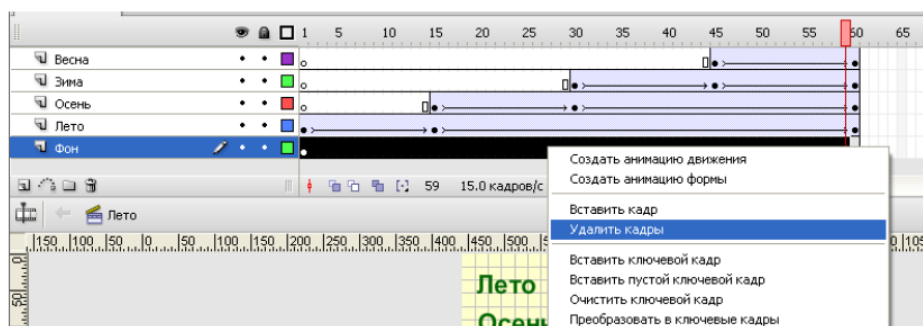 1 5 10 15 20 25 30 35 40 45 50 55 60 65
Весна
Зима
Осень
Лето
Фон
59 15.0 кадров/с
Лето
150 100 50 0 50 100 150 200 250 300 350 400 450 500
50
Лето
Осень
Создать анимацию движения
Создать анимацию формы
Вставить кадр
Удалить кадры
Вставить ключевой кадр
Вставить пустой ключевой кадр
Очистить ключевой кадр
Преобразовать в ключевые кадры